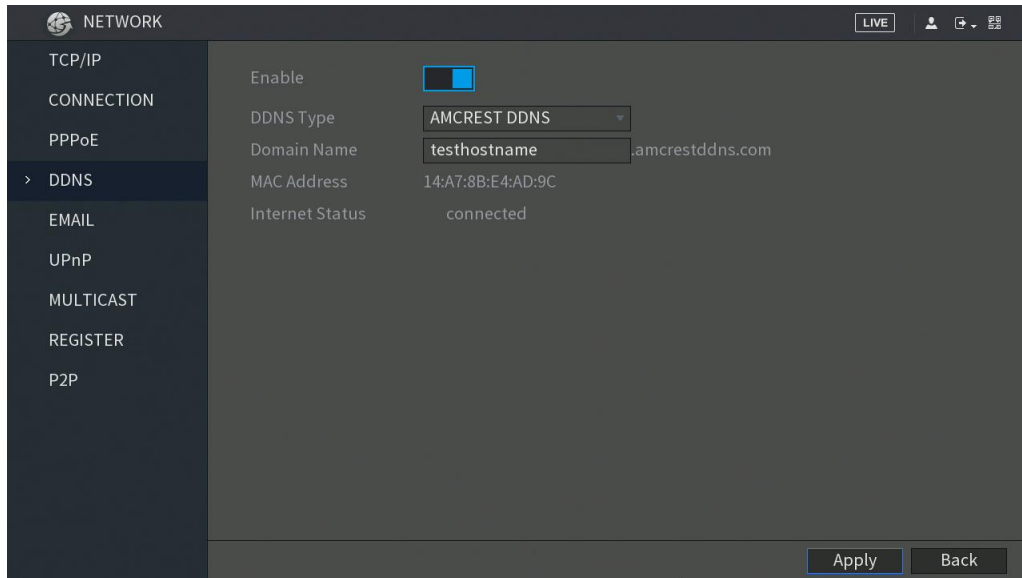 NETWORK
LIVE
TCP/IP
CONNECTION
PPPoE
DDNS
EMAIL
UPnP
MULTICAST
REGISTER
P2P
Enable
DDNS Type AMCREST DDNS
Domain Name testhostname .amcrestddns.com
MAC Address 14:A7:8B:E4:AD:9C
Internet Status connected
Apply Back